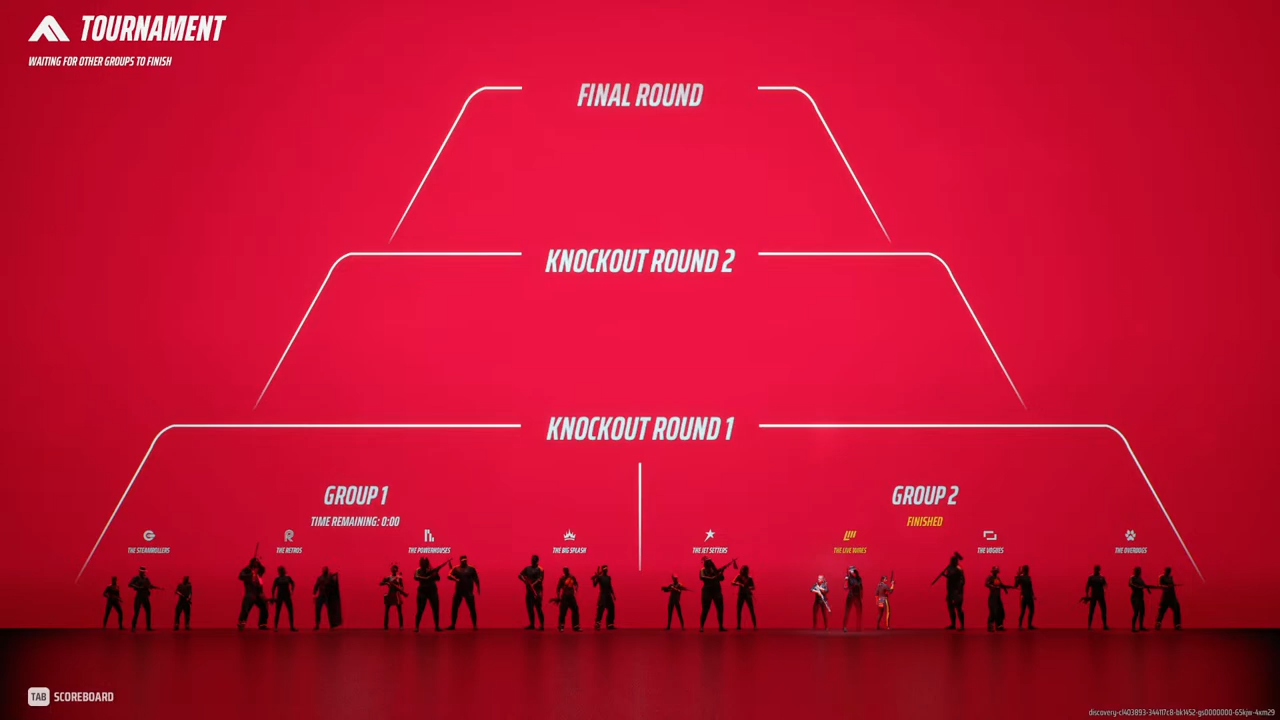 TOURNAMENT
WAITING FOR OTHER GROUPS TO FINISH
FINAL ROUND
KNOCKOUT ROUND 2
KNOCKOUT ROUND 1
GROUP 1
TIME REMAINING: 0:00
GROUP 2
FINISHED
THE STEAMROLLERS
THE RETROS
THE POWERHOUSES
THE BIG SPLASH
THE JET SETTERS
THE LIVE WIRES
THE VOGUES
THE OVERDOGS
TAB SCOREBOARD